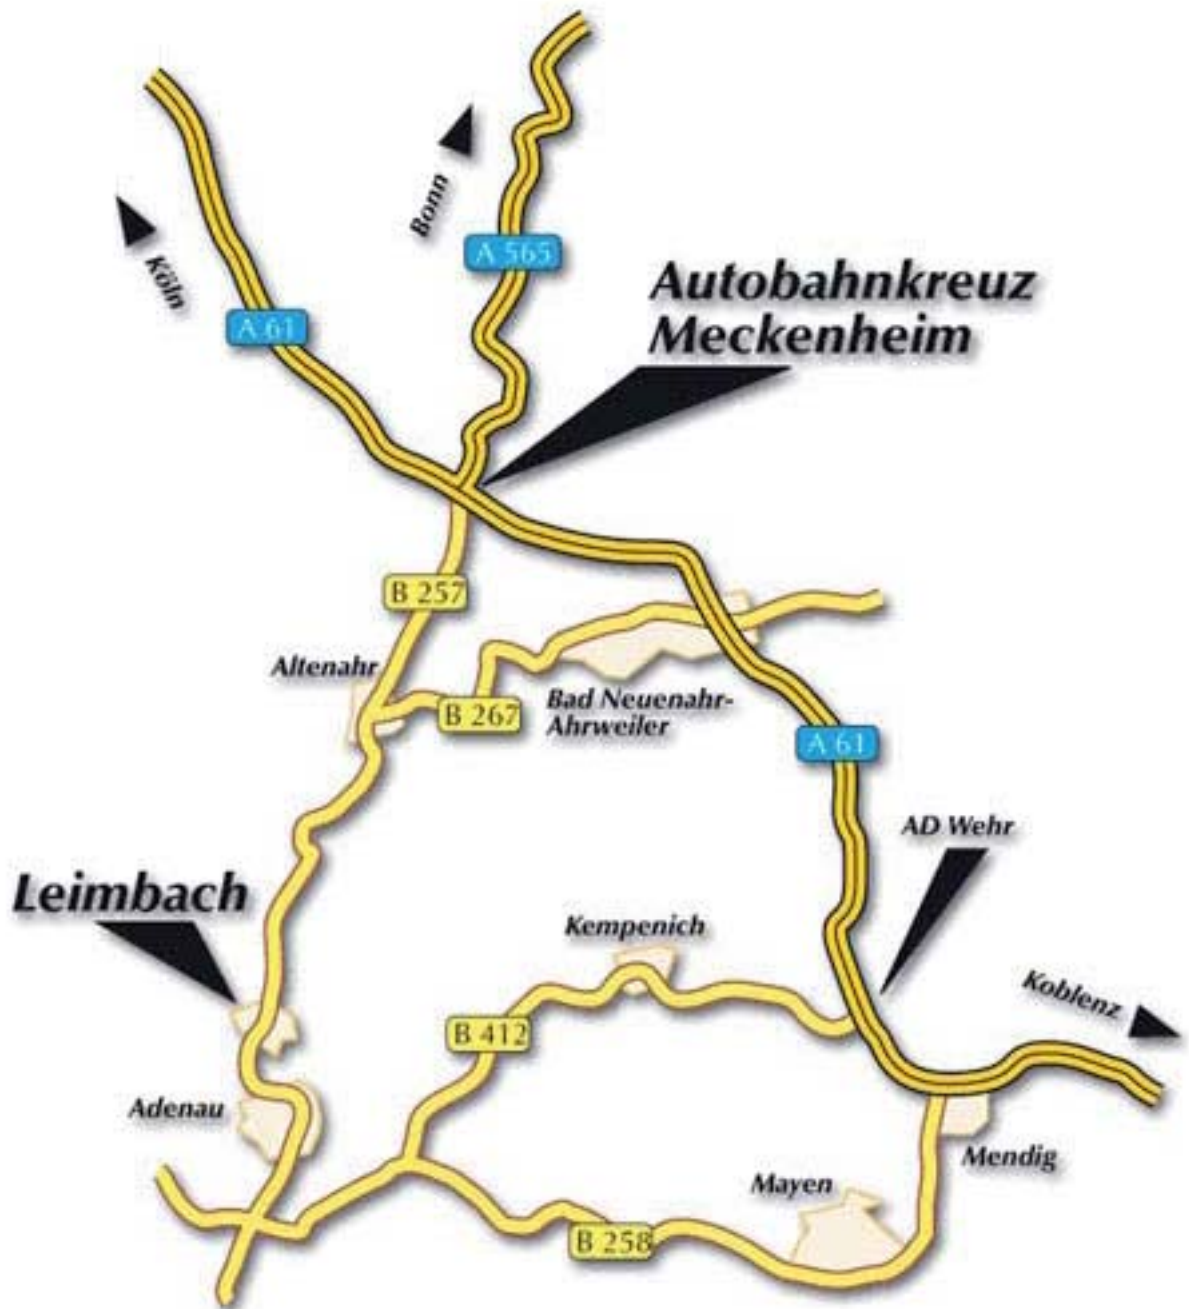 Bonn
Köln
A 565
A 61
Autobahnkreuz
Meckenheim
B 257
Altenahr
B 267
Bad Neuenahr-
Ahrweiler
A 61
AD Wehr
Leimbach
Kempenich
Koblenz
B 412
Adenau
Mendig
Mayen
B 258